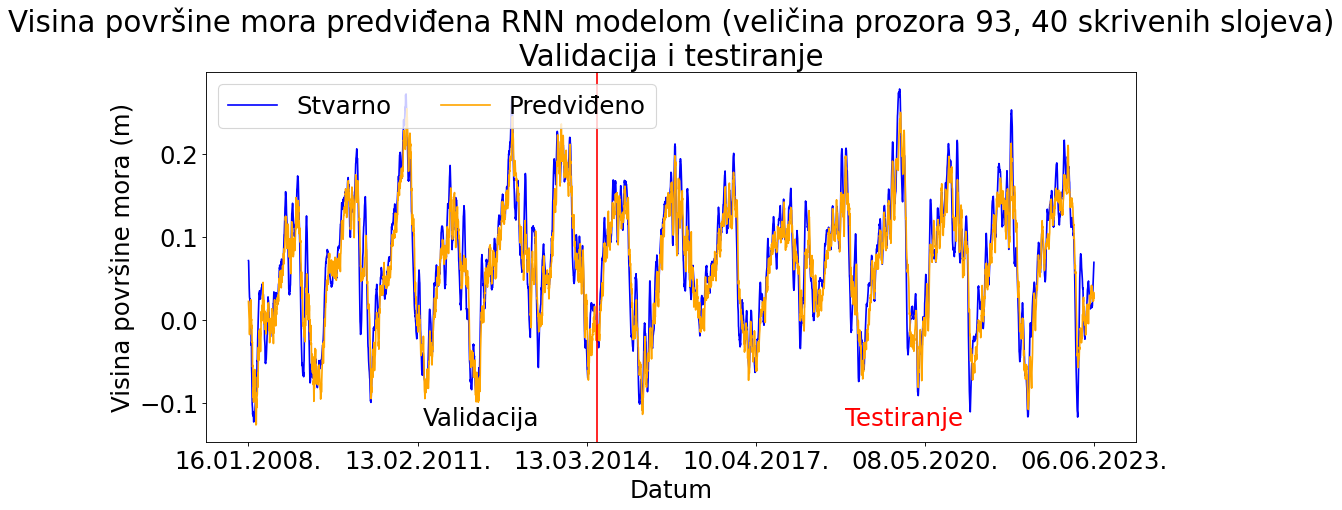 Visina površine mora predviđena RNN modelom (veličina prozora 93, 40 skrivenih slojeva)
Validacija i testiranje
Stvarno
Predviđeno
Visina površine mora (m)
0.2
0.1
0.0
−0.1
Validacija
Testiranje
16.01.2008.
13.02.2011.
13.03.2014.
10.04.2017.
08.05.2020.
06.06.2023.
Datum